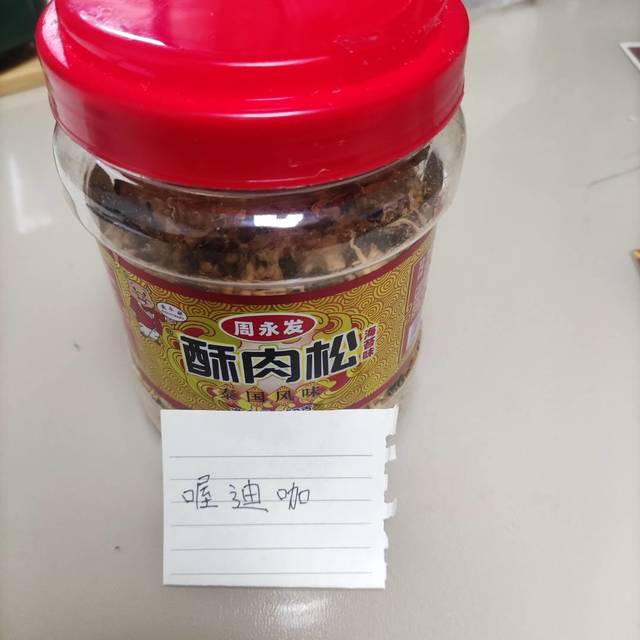 周永发
酥肉松
海苔味
泰国风味
喔迪咖